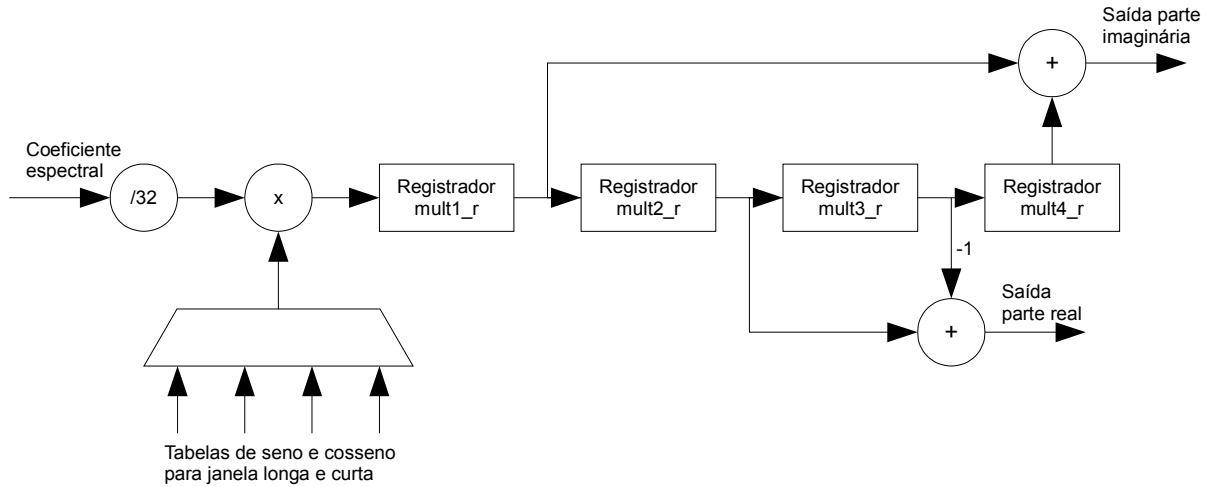 Saída parte
imaginária
+
Coeficiente
espectral
/32
x
Registrador
mult1_r
Registrador
mult2_r
Registrador
mult3_r
Registrador
mult4_r
-1
+
Saída
parte real
Tabelas de seno e cosseno
para janela longa e curta